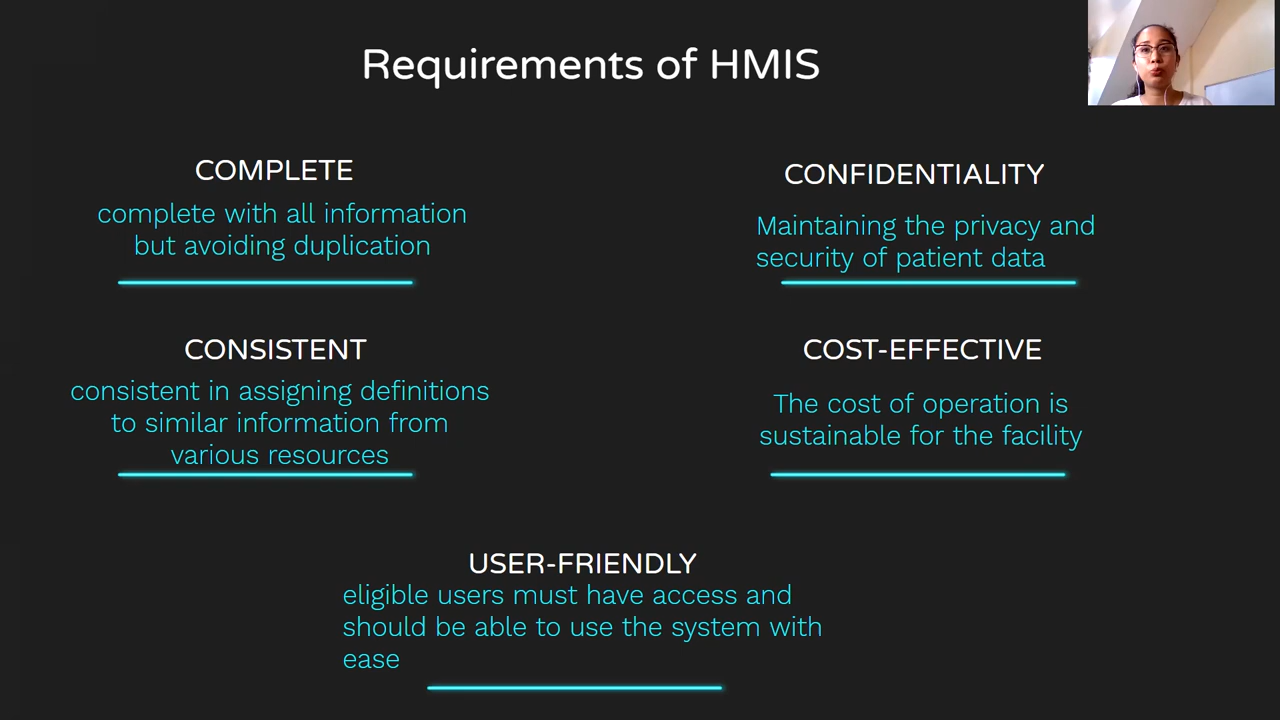 Requirements of HMIS
COMPLETE
complete with all information
but avoiding duplication
CONFIDENTIALITY
Maintaining the privacy and
security of patient data
CONSISTENT
consistent in assigning definitions
to similar information from
various resources
COST-EFFECTIVE
The cost of operation is
sustainable for the facility
USER-FRIENDLY
eligible users must have access and
should be able to use the system with
ease